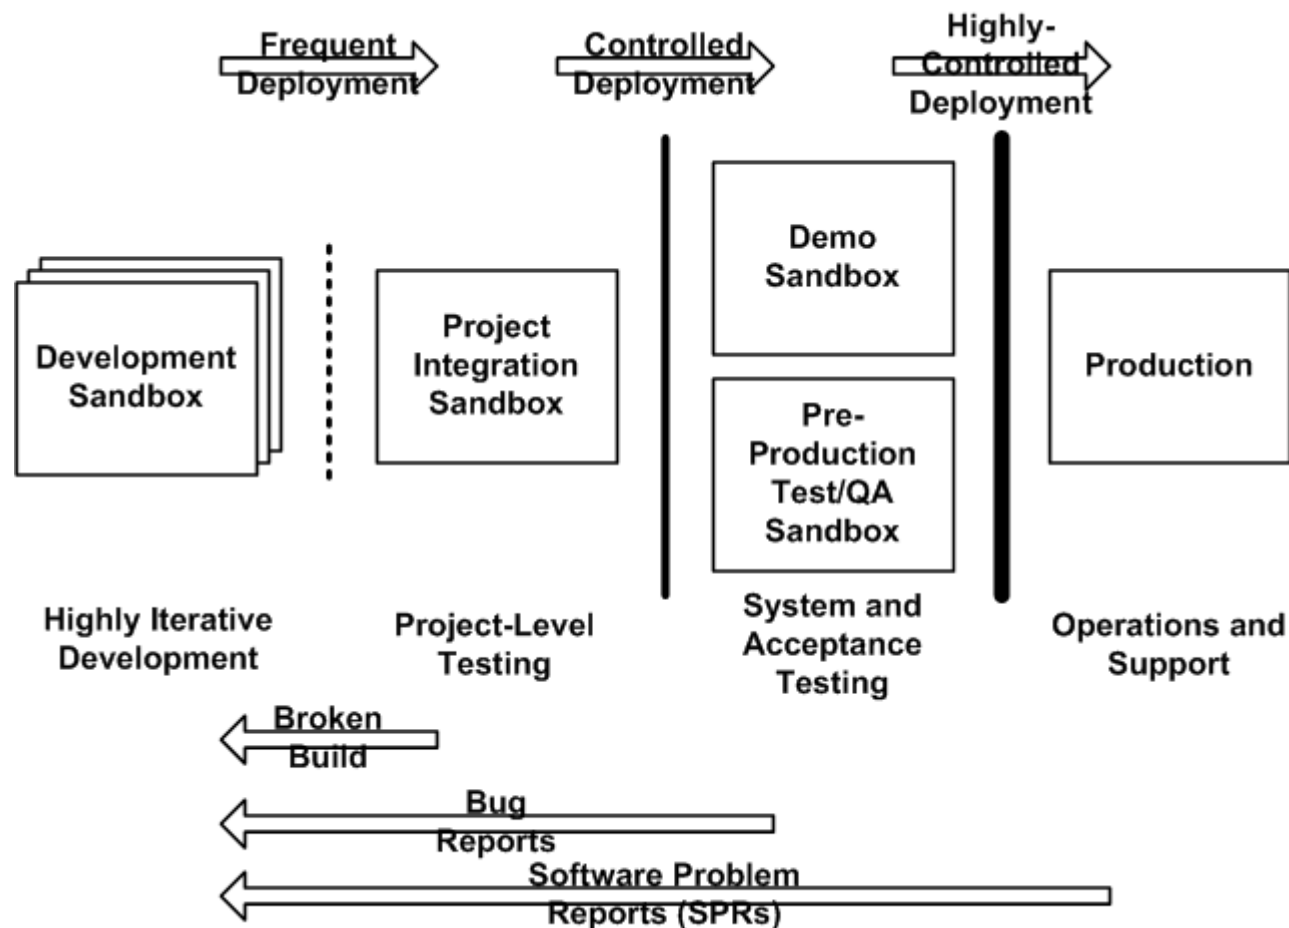 Frequent
Deployment
Controlled
Deployment
Highly-
Controlled
Deployment
Development
Sandbox
Project
Integration
Sandbox
Demo
Sandbox
Pre-
Production
Test/QA
Sandbox
Production
Highly Iterative
Development
Project-Level
Testing
System and
Acceptance
Testing
Operations and
Support
Broken
Build
Bug
Reports
Software Problem
Reports (SPRs)